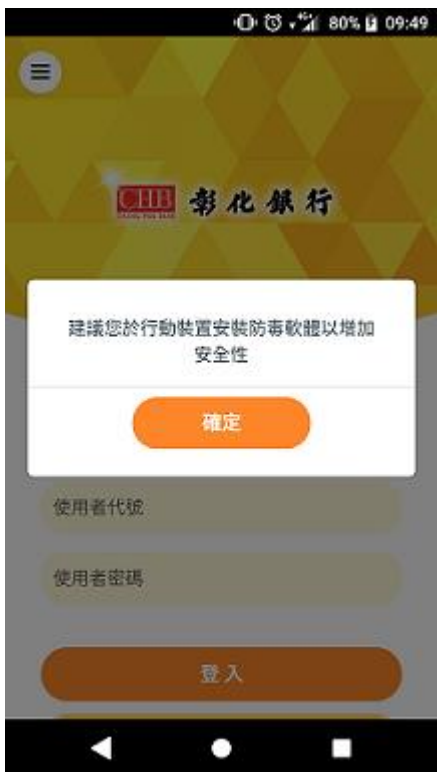 80% 09:49
CHB 彰化銀行
CHANG HWA BANK
建議您於行動裝置安裝防毒軟體以增加
安全性
確定
使用者代號
使用者密碼
登入